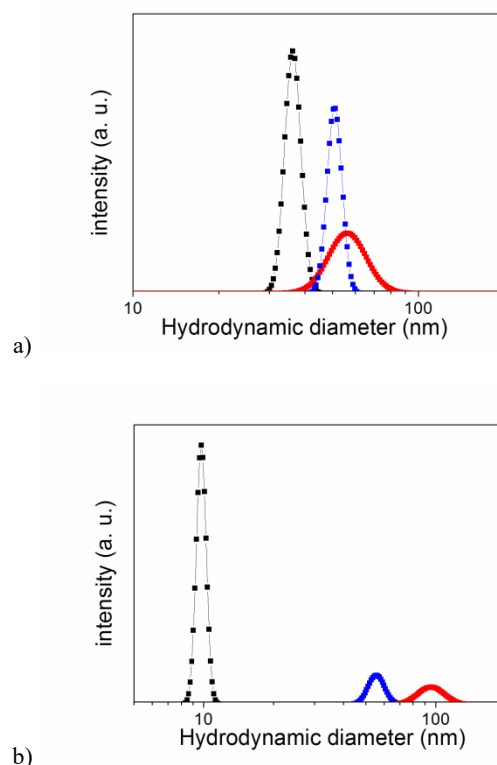 intensity (a. u.)
10
100
Hydrodynamic diameter (nm)
a)
intensity (a. u.)
10
100
Hydrodynamic diameter (nm)
b)